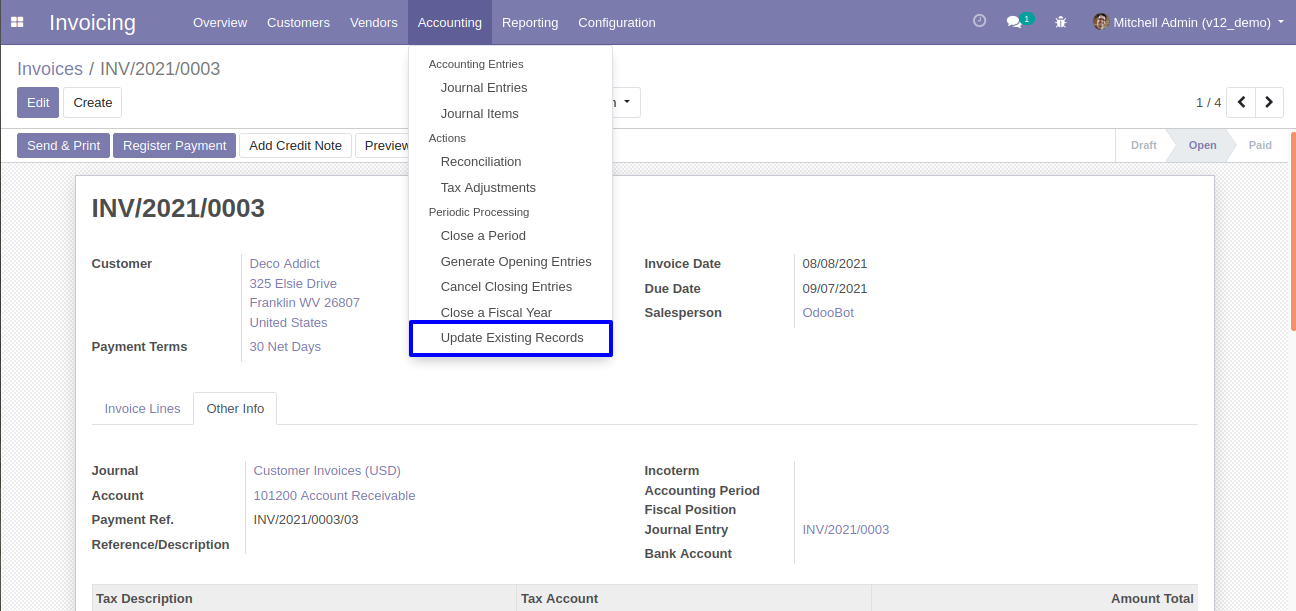 Invoicing Overview Customers Vendors Accounting Reporting Configuration 1 Mitchell Admin (v12_demo)
Invoices / INV/2021/0003
Edit Create 1 / 4
Send & Print Register Payment Add Credit Note Preview Draft Open Paid
Accounting Entries
Journal Entries
Journal Items
Actions
Reconciliation
Tax Adjustments
Periodic Processing
Close a Period
Generate Opening Entries
Cancel Closing Entries
Close a Fiscal Year
Update Existing Records
INV/2021/0003
Customer Deco Addict
325 Elsie Drive
Franklin WV 26807
United States
Payment Terms 30 Net Days
Invoice Date 08/08/2021
Due Date 09/07/2021
Salesperson OdooBot
Invoice Lines Other Info
Journal Customer Invoices (USD)
Account 101200 Account Receivable
Payment Ref. INV/2021/0003/03
Reference/Description
Incoterm
Accounting Period
Fiscal Position
Journal Entry INV/2021/0003
Bank Account
Tax Description Tax Account Amount Total